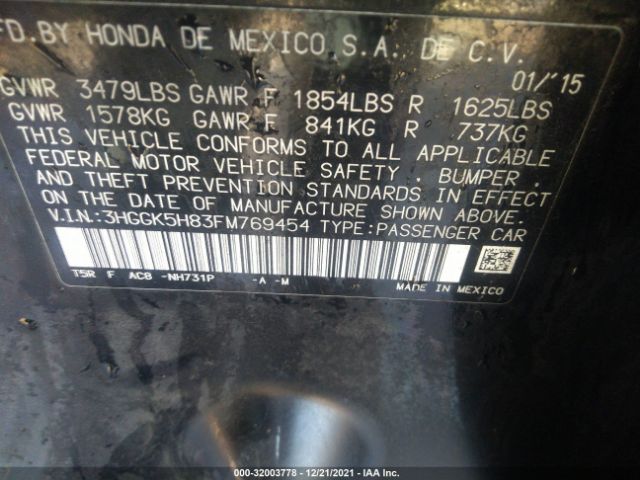 FD.BY HONDA DE MEXICO S.A. DE C.V.
01/'15
GVWR 3479LBS GAWR F 1854LBS R 1625LBS
GVWR 1578KG GAWR F 841KG R 737KG
THIS VEHICLE CONFORMS TO ALL APPLICABLE
FEDERAL MOTOR VEHICLE SAFETY , BUMPER ,
AND THEFT PREVENTION STANDARDS IN EFFECT
ON THE DATE OF MANUFACTURE SHOWN ABOVE.
V.I.N:3HGGK5H83FM769454 TYPE:PASSENGER CAR
T5R F AC8 -NH731P -A -M MADE IN MEXICO
000-32003778 - 12/21/2021 - IAA Inc.